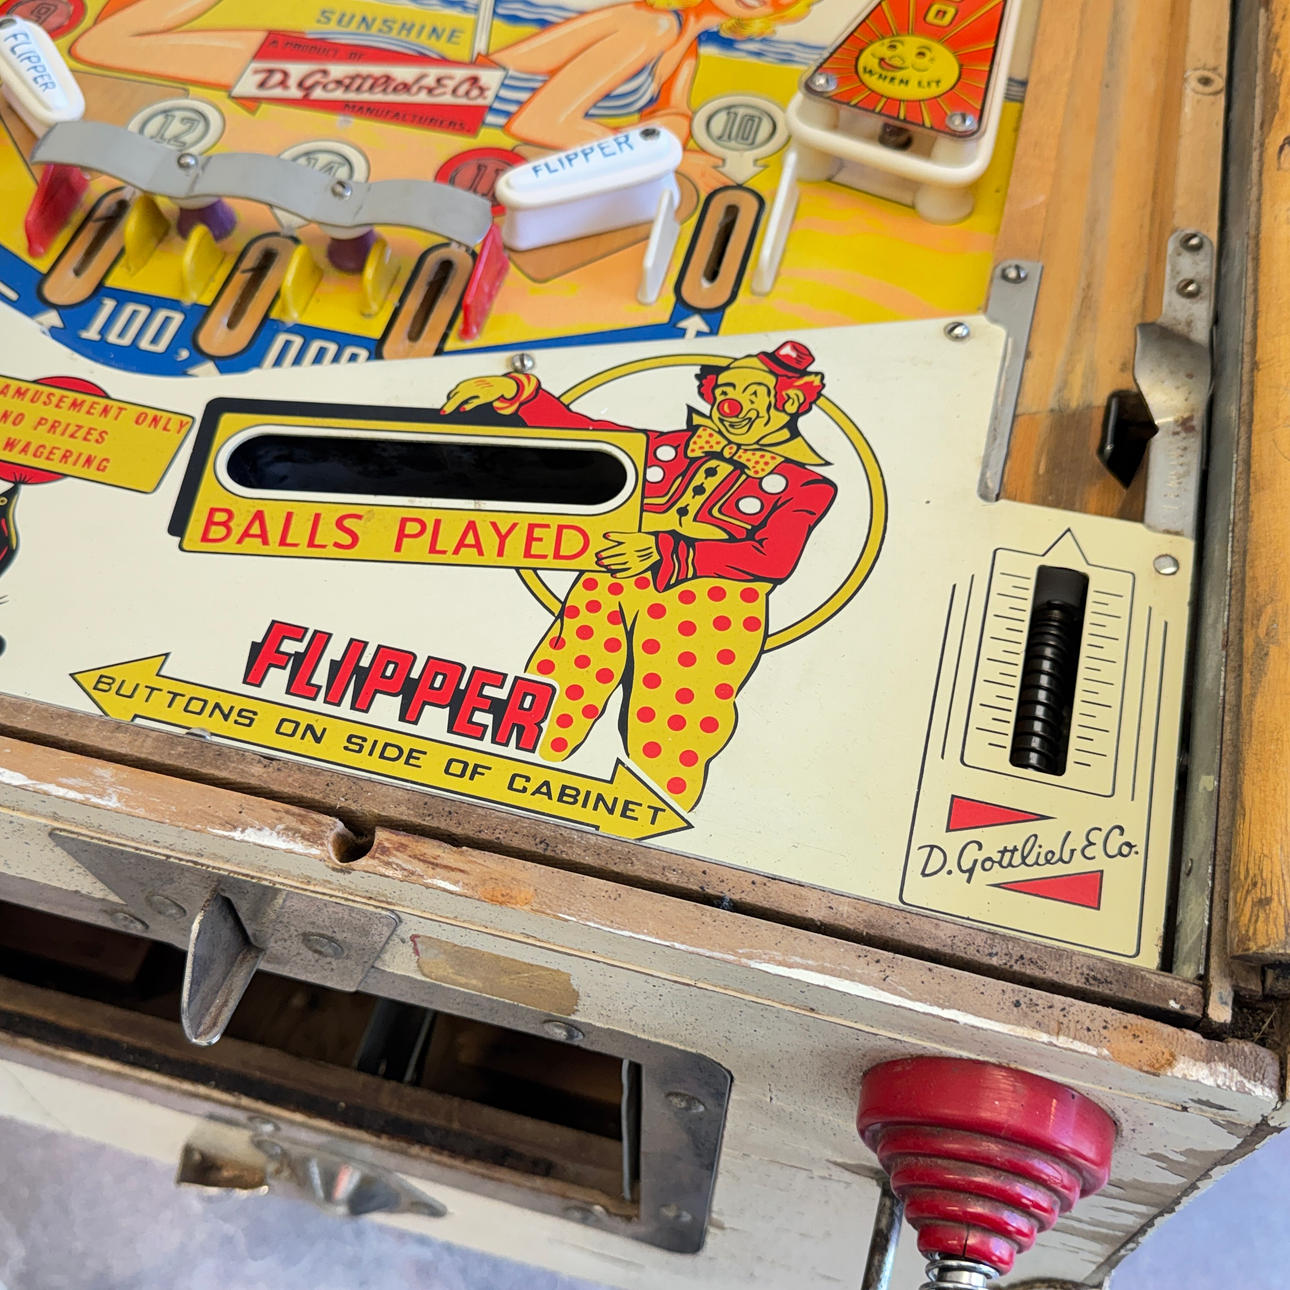 SUNSHINE
A PRODUCT OF
D. Gottlieb & Co.
MANUFACTURERS.
9
FLIPPER
12
FLIPPER
10
WHEN LIT
100,
000
AMUSEMENT ONLY
NO PRIZES
WAGERING
BALLS PLAYED
FLIPPER
BUTTONS ON SIDE OF CABINET
D. Gottlieb & Co.